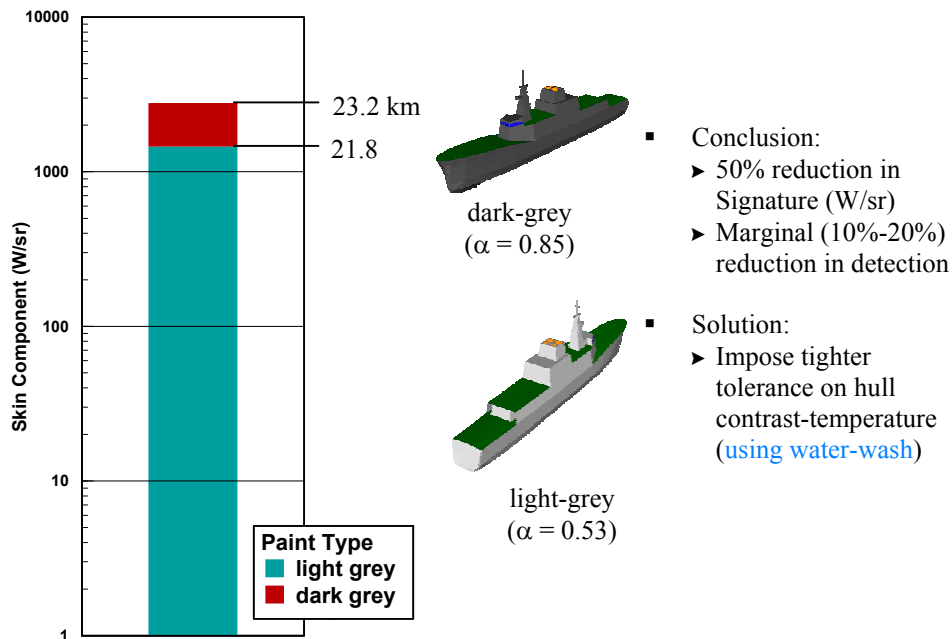 10000
1000
100
10
1
Skin Component (W/sr)
23.2 km
21.8
Paint Type
light grey
dark grey
dark-grey
(α = 0.85)
light-grey
(α = 0.53)
▪ Conclusion:
➤ 50% reduction in
Signature (W/sr)
➤ Marginal (10%-20%)
reduction in detection
▪ Solution:
➤ Impose tighter
tolerance on hull
contrast-temperature
(using water-wash)